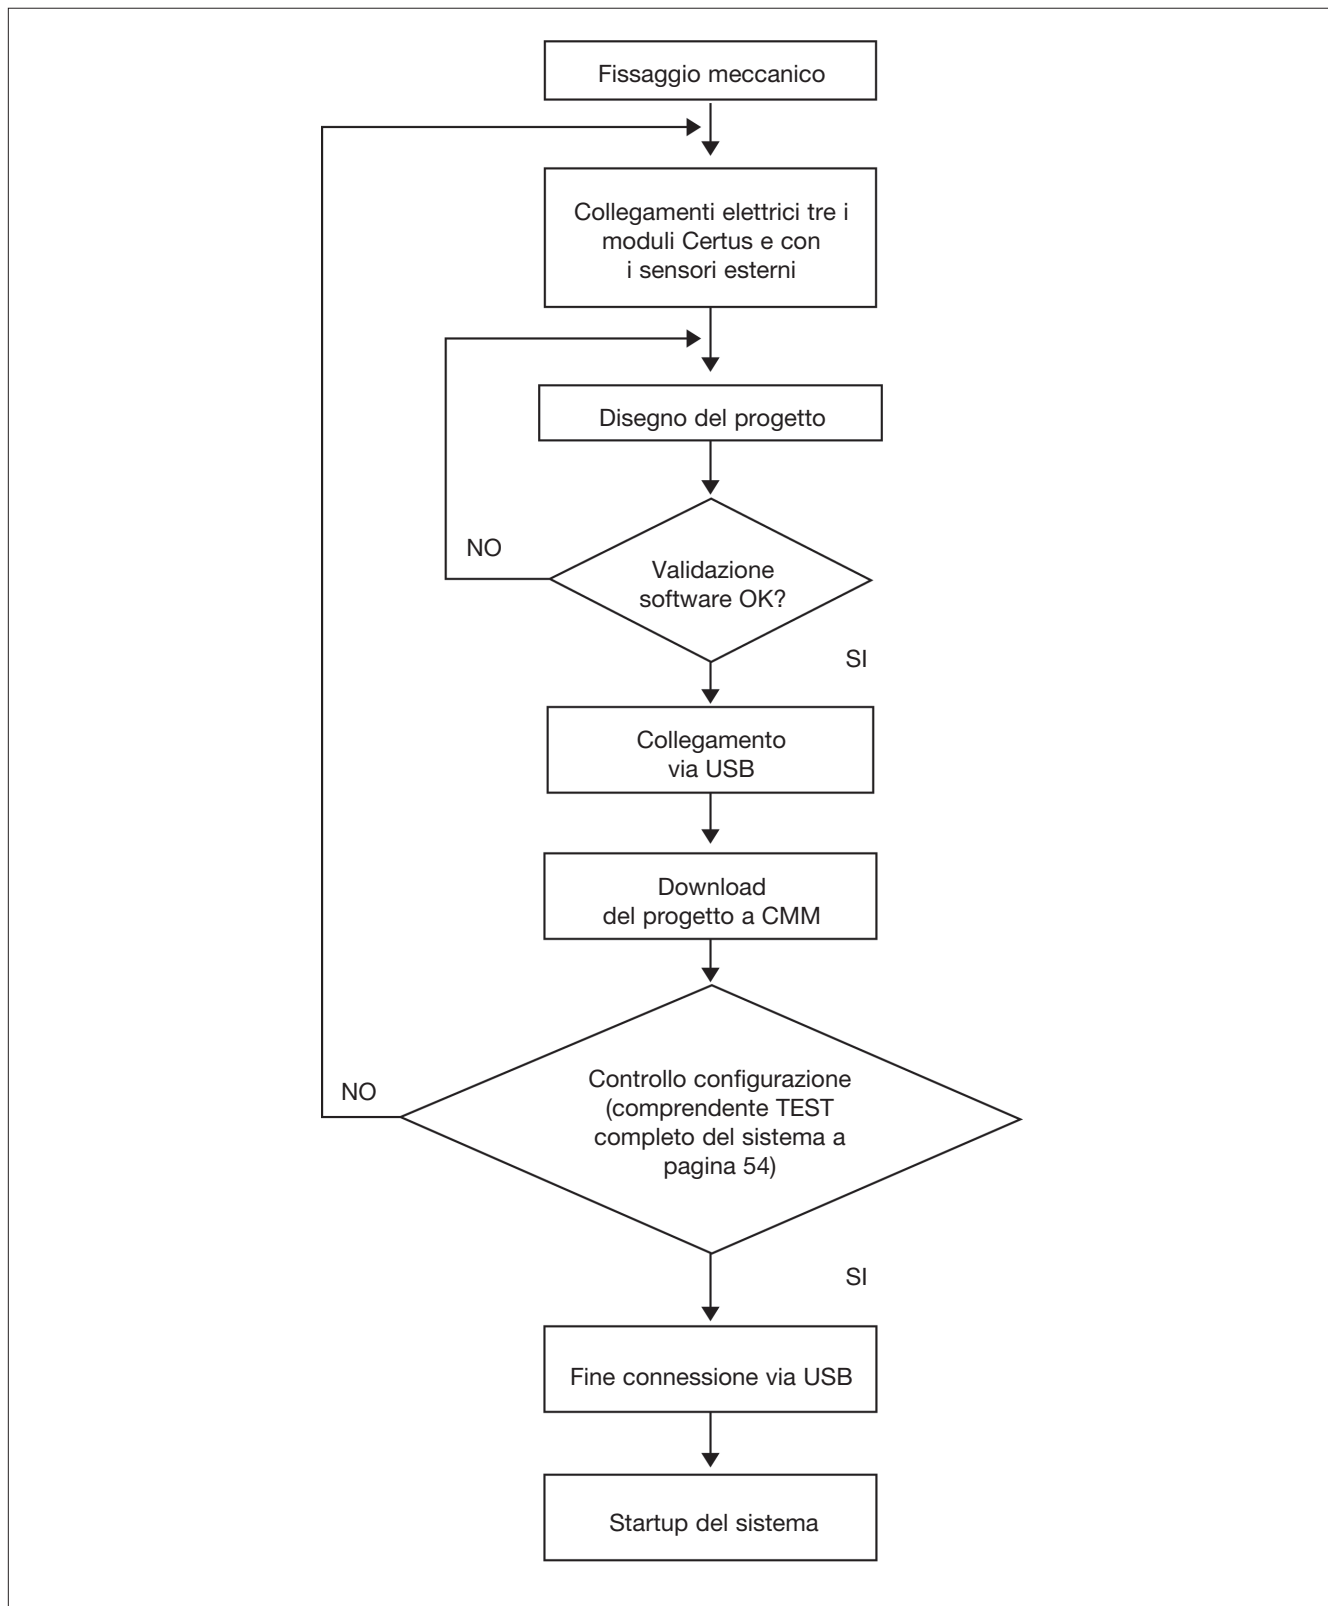 Fissaggio meccanico
Collegamenti elettrici tre i
moduli Certus e con
i sensori esterni
Disegno del progetto
NO
Validazione
software OK?
SI
Collegamento
via USB
Download
del progetto a CMM
NO
Controllo configurazione
(comprendente TEST
completo del sistema a
pagina 54)
SI
Fine connessione via USB
Startup del sistema